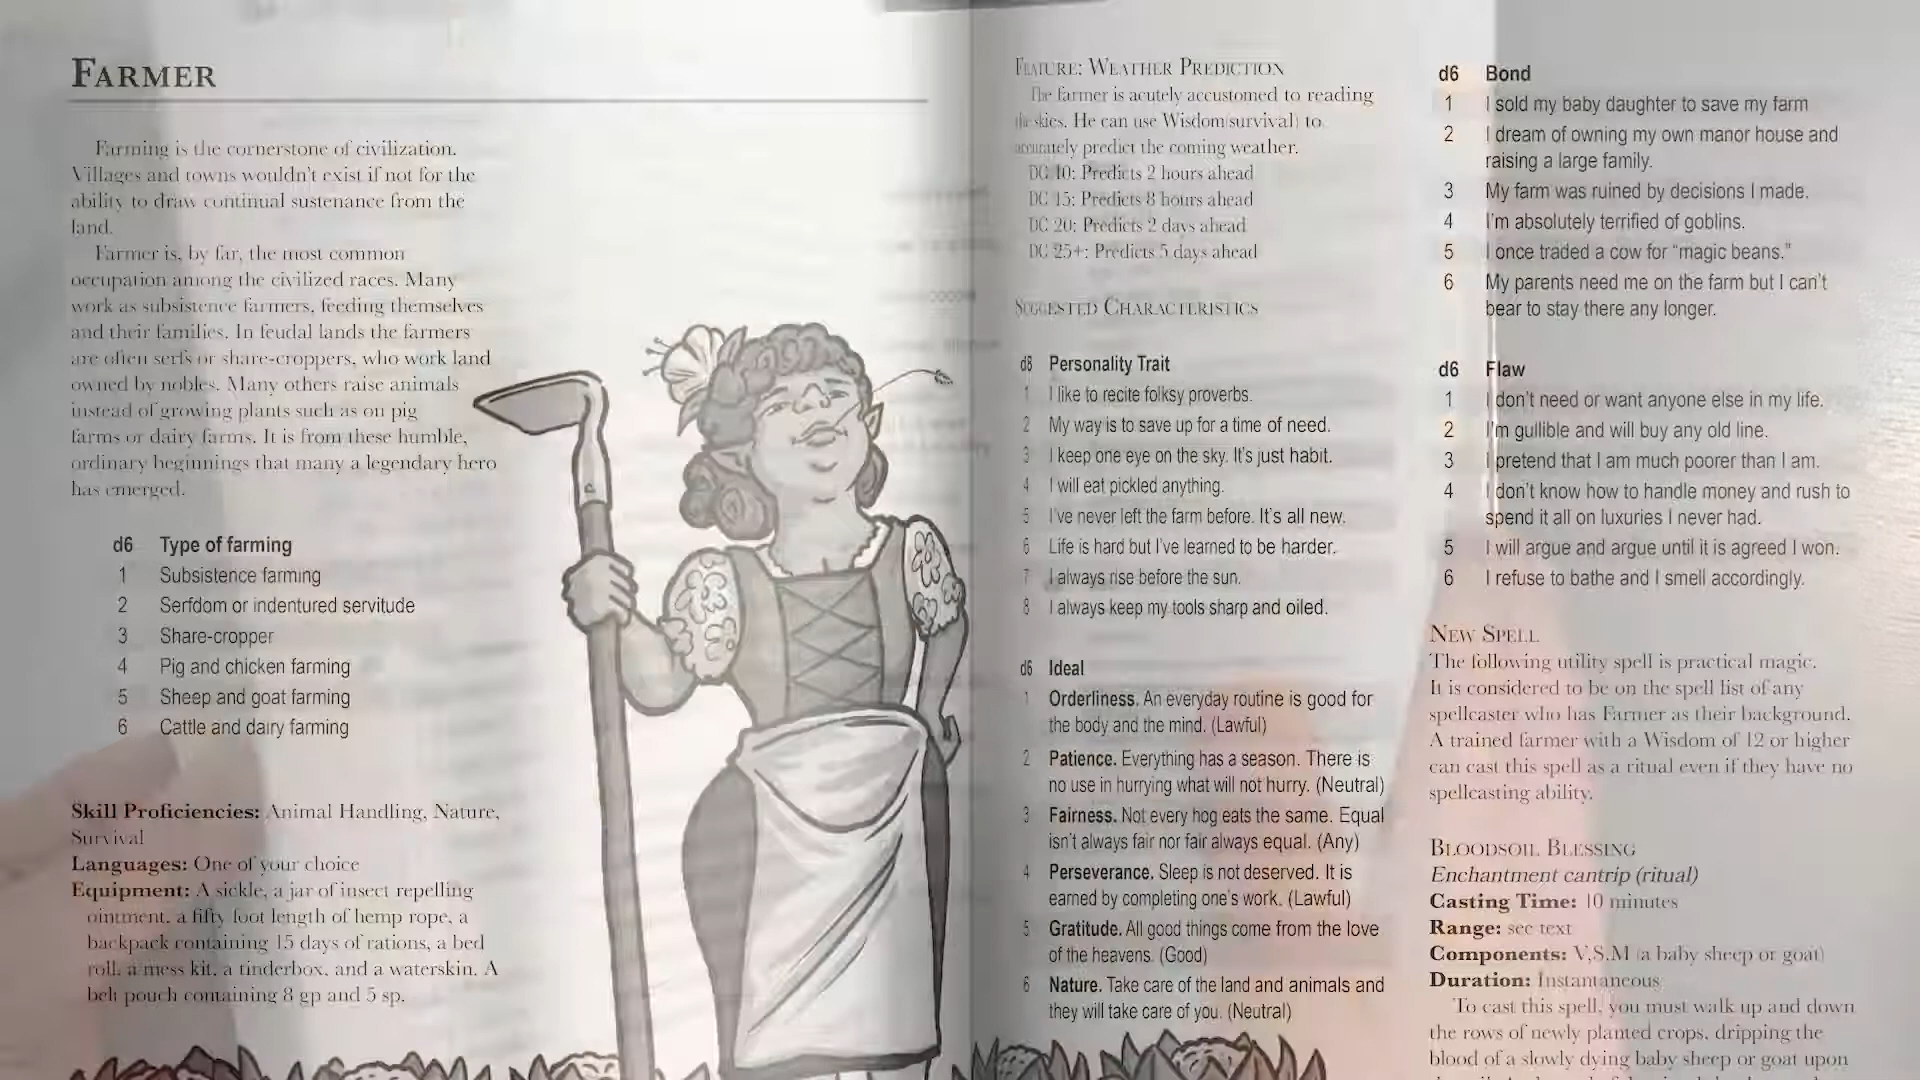 FARMER
Farming is the cornerstone of civilization.
Villages and towns wouldn't exist if not for the
ability to draw continual sustenance from the
land.
Farmer is, by far, the most common
occupation among the civilized races. Many
work as subsistence farmers, feeding themselves
and their families. In feudal lands the farmers
are often serfs or share-croppers, who work land
owned by nobles. Many others raise animals
instead of growing plants such as on pig
farms or dairy farms. It is from these humble,
ordinary beginnings that many a legendary hero
has emerged.
d6 Type of farming
1 Subsistence farming
2 Serfdom or indentured servitude
3 Share-cropper
4 Pig and chicken farming
5 Sheep and goat farming
6 Cattle and dairy farming
Skill Proficiencies: Animal Handling, Nature,
Survival
Languages: One of your choice
Equipment: A sickle, a jar of insect repelling
ointment, a fifty foot length of hemp rope, a
backpack containing 15 days of rations, a bed
roll, a mess kit, a tinderbox, and a waterskin. A
belt pouch containing 8 gp and 5 sp.
FEATURE: WEATHER PREDICTION
The farmer is acutely accustomed to reading
the skies. He can use Wisdom(survival) to
accurately predict the coming weather.
DC 10: Predicts 2 hours ahead
DC 15: Predicts 8 hours ahead
DC 20: Predicts 2 days ahead
DC 25+: Predicts 5 days ahead
SUGGESTED CHARACTERISTICS
d8 Personality Trait
1 I like to recite folksy proverbs.
2 My way is to save up for a time of need.
3 I keep one eye on the sky. It's just habit.
4 I will eat pickled anything.
5 I've never left the farm before. It's all new.
6 Life is hard but I've learned to be harder.
7 I always rise before the sun.
8 I always keep my tools sharp and oiled.
d6 Ideal
1 Orderliness. An everyday routine is good for
the body and the mind. (Lawful)
2 Patience. Everything has a season. There is
no use in hurrying what will not hurry. (Neutral)
3 Fairness. Not every hog eats the same. Equal
isn't always fair nor fair always equal. (Any)
4 Perseverance. Sleep is not deserved. It is
earned by completing one's work. (Lawful)
5 Gratitude. All good things come from the love
of the heavens. (Good)
6 Nature. Take care of the land and animals and
they will take care of you. (Neutral)
d6 Bond
1 I sold my baby daughter to save my farm
2 I dream of owning my own manor house and
raising a large family.
3 My farm was ruined by decisions I made.
4 I'm absolutely terrified of goblins.
5 I once traded a cow for “magic beans.”
6 My parents need me on the farm but I can't
bear to stay there any longer.
d6 Flaw
1 I don't need or want anyone else in my life.
2 I'm gullible and will buy any old line.
3 I pretend that I am much poorer than I am.
4 I don't know how to handle money and rush to
spend it all on luxuries I never had.
5 I will argue and argue until it is agreed I won.
6 I refuse to bathe and I smell accordingly.
NEW SPELL
The following utility spell is practical magic.
It is considered to be on the spell list of any
spellcaster who has Farmer as their background.
A trained farmer with a Wisdom of 12 or higher
can cast this spell as a ritual even if they have no
spellcasting ability.
BLOODSOIL BLESSING
Enchantment cantrip (ritual)
Casting Time: 10 minutes
Range: see text
Components: V,S,M (a baby sheep or goat)
Duration: Instantaneous
To cast this spell, you must walk up and down
the rows of newly planted crops, dripping the
blood of a slowly dying baby sheep or goat upon